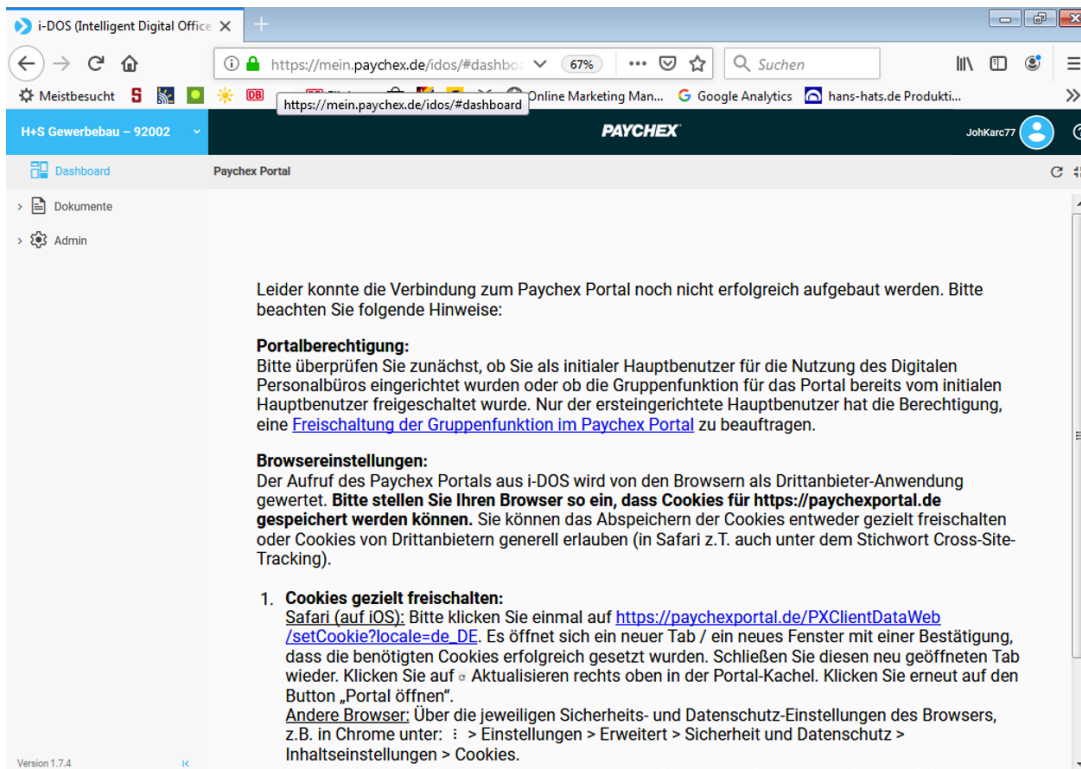 i-DOS (Intelligent Digital Office
https://mein.paychex.de/idos/#dashbo
67%
Suchen
Meistbesucht
S
DB
Online Marketing Man...
Google Analytics
hans-hats.de Produkti...
https://mein.paychex.de/idos/#dashboard
H+S Gewerbebau – 92002
PAYCHEX
JohKarc77
Dashboard
Paychex Portal
Dokumente
Admin
Leider konnte die Verbindung zum Paychex Portal noch nicht erfolgreich aufgebaut werden. Bitte
beachten Sie folgende Hinweise:
Portalberechtigung:
Bitte überprüfen Sie zunächst, ob Sie als initialer Hauptbenutzer für die Nutzung des Digitalen
Personalbüros eingerichtet wurden oder ob die Gruppenfunktion für das Portal bereits vom initialen
Hauptbenutzer freigeschaltet wurde. Nur der ersteingerichtete Hauptbenutzer hat die Berechtigung,
eine Freischaltung der Gruppenfunktion im Paychex Portal zu beauftragen.
Browsereinstellungen:
Der Aufruf des Paychex Portals aus i-DOS wird von den Browsern als Drittanbieter-Anwendung
gewertet. Bitte stellen Sie Ihren Browser so ein, dass Cookies für https://paychexportal.de
gespeichert werden können. Sie können das Abspeichern der Cookies entweder gezielt freischalten
oder Cookies von Drittanbietern generell erlauben (in Safari z.T. auch unter dem Stichwort Cross-Site-
Tracking).
1. Cookies gezielt freischalten:
Safari (auf iOS): Bitte klicken Sie einmal auf https://paychexportal.de/PXClientDataWeb
/setCookie?locale=de_DE. Es öffnet sich ein neuer Tab / ein neues Fenster mit einer Bestätigung,
dass die benötigten Cookies erfolgreich gesetzt wurden. Schließen Sie diesen neu geöffneten Tab
wieder. Klicken Sie auf Aktualisieren rechts oben in der Portal-Kachel. Klicken Sie erneut auf den
Button „Portal öffnen“.
Andere Browser: Über die jeweiligen Sicherheits- und Datenschutz-Einstellungen des Browsers,
z.B. in Chrome unter: ⋮ > Einstellungen > Erweitert > Sicherheit und Datenschutz >
Inhaltseinstellungen > Cookies.
Version 1.7.4